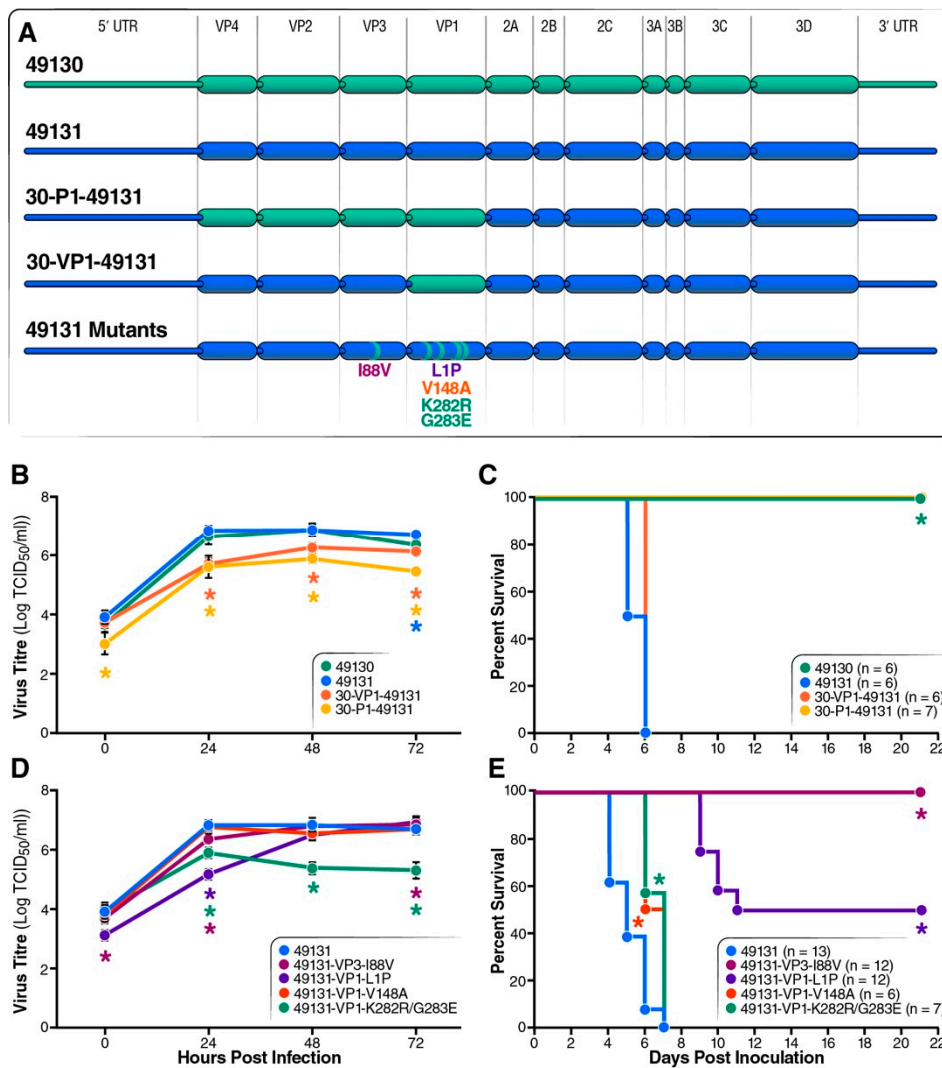 A
5′ UTR VP4 VP2 VP3 VP1 2A 2B 2C 3A 3B 3C 3D 3′ UTR
49130
49131
30-P1-49131
30-VP1-49131
49131 Mutants
I88V L1P
V148A
K282R
G283E
B
Virus Titre (Log TCID50/ml))
8
6
4
2
0
0 24 48 72
* * * * * * * *
49130
49131
30-VP1-49131
30-P1-49131
C
Percent Survival
100
80
60
40
20
0
0 2 4 6 8 10 12 14 16 18 20 22
*
49130 (n = 6)
49131 (n = 6)
30-VP1-49131 (n = 6)
30-P1-49131 (n = 7)
D
Virus Titre (Log TCID50/ml))
8
6
4
2
0
0 24 48 72
* * * * * * *
49131
49131-VP3-I88V
49131-VP1-L1P
49131-VP1-V148A
49131-VP1-K282R/G283E
Hours Post Infection
E
Percent Survival
100
80
60
40
20
0
0 2 4 6 8 10 12 14 16 18 20 22
* * * *
49131 (n = 13)
49131-VP3-I88V (n = 12)
49131-VP1-L1P (n = 12)
49131-VP1-V148A (n = 6)
49131-VP1-K282R/G283E (n = 7)
Days Post Inoculation